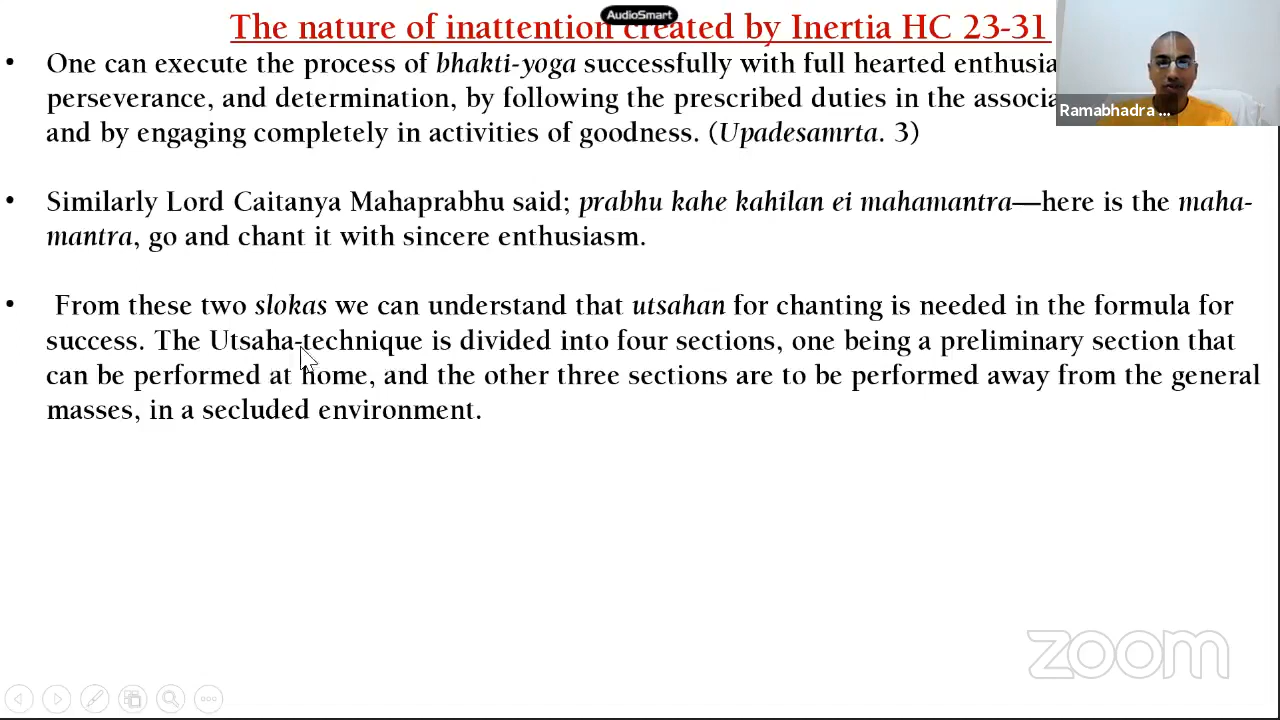 AudioSmart
The nature of inattention created by Inertia HC 23-31
• One can execute the process of bhakti-yoga successfully with full hearted
perseverance, and determination, by following the prescribed duties in the
and by engaging completely in activities of goodness. (Upadesamrta. 3)
Ramabhadra ...
• Similarly Lord Caitanya Mahaprabhu said; prabhu kahe kahilan ei mahamantra—here is the maha-
mantra, go and chant it with sincere enthusiasm.
• From these two slokas we can understand that utsahan for chanting is needed in the formula for
success. The Utsaha-technique is divided into four sections, one being a preliminary section that
can be performed at home, and the other three sections are to be performed away from the general
masses, in a secluded environment.
zoom